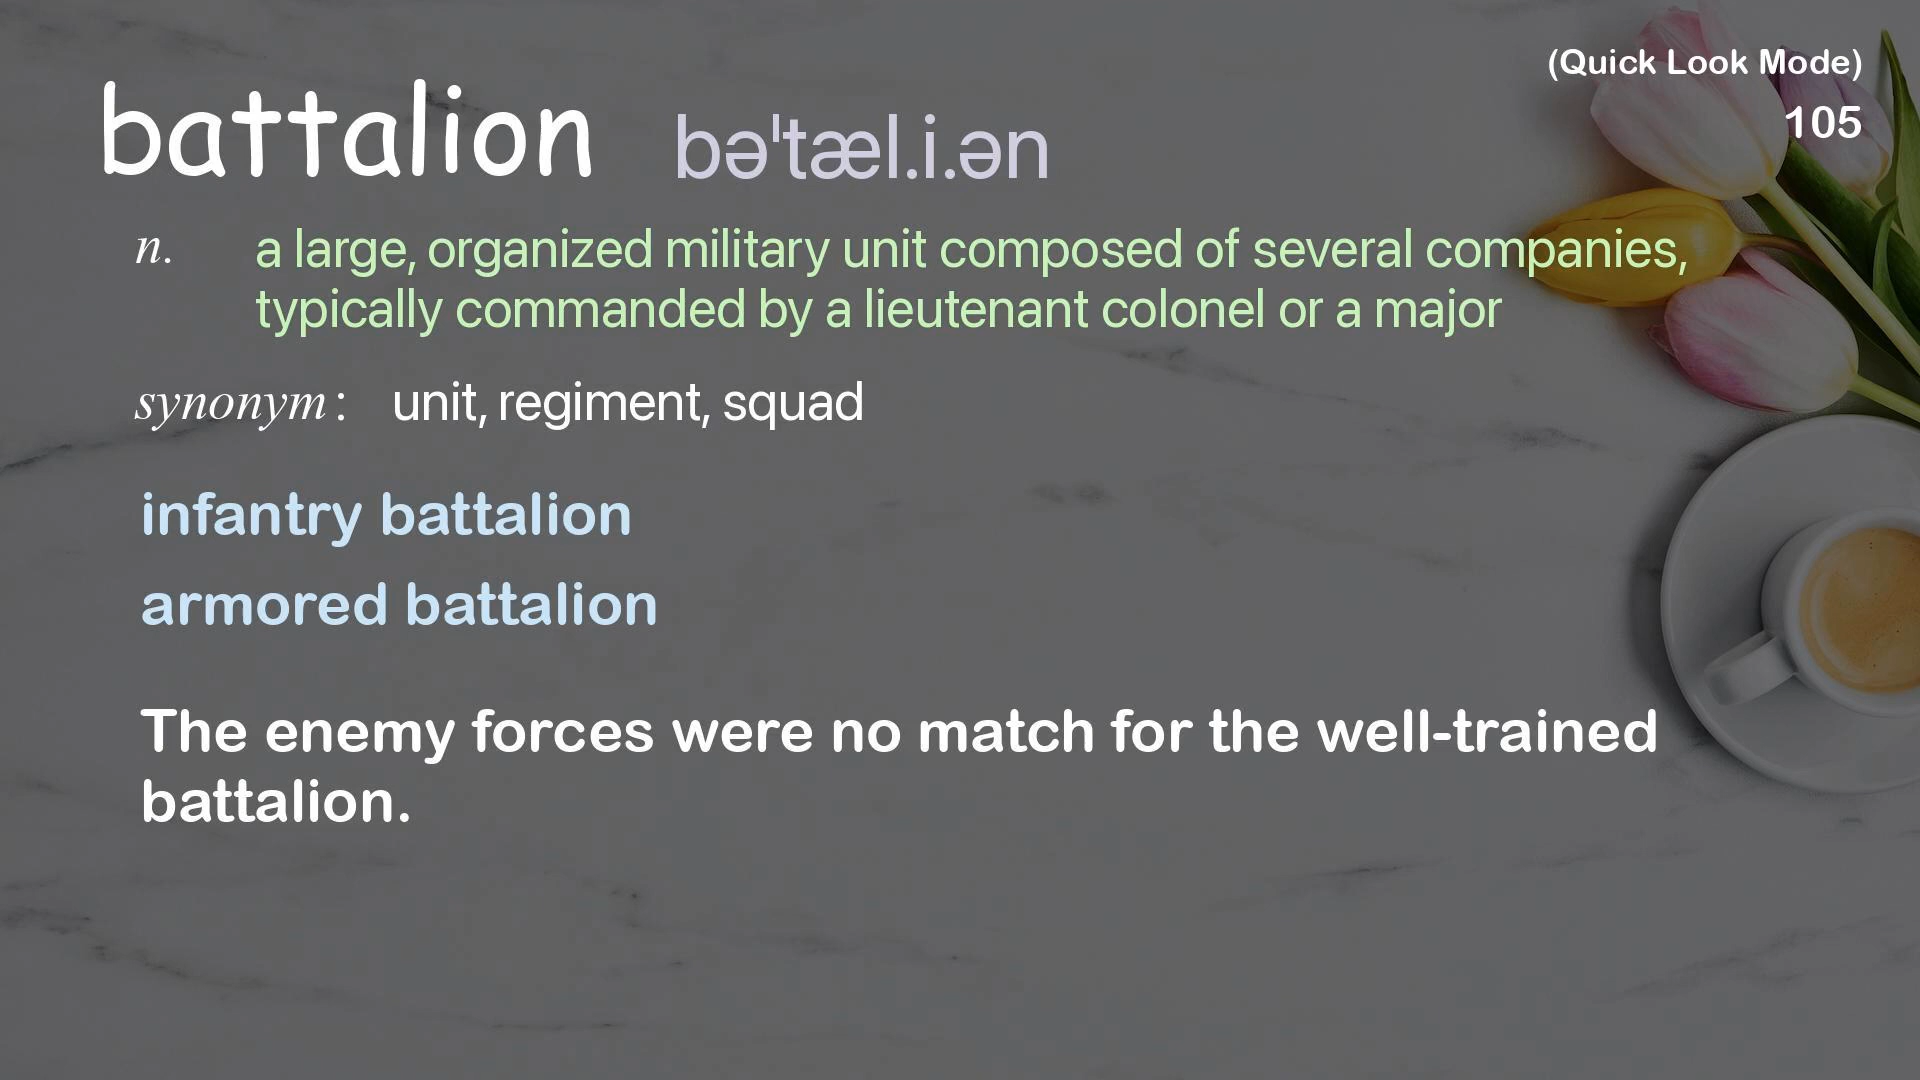 (Quick Look Mode)
105
battalion bəˈtæl.i.ən
n. a large, organized military unit composed of several companies,
typically commanded by a lieutenant colonel or a major
synonym: unit, regiment, squad
infantry battalion
armored battalion
The enemy forces were no match for the well-trained
battalion.